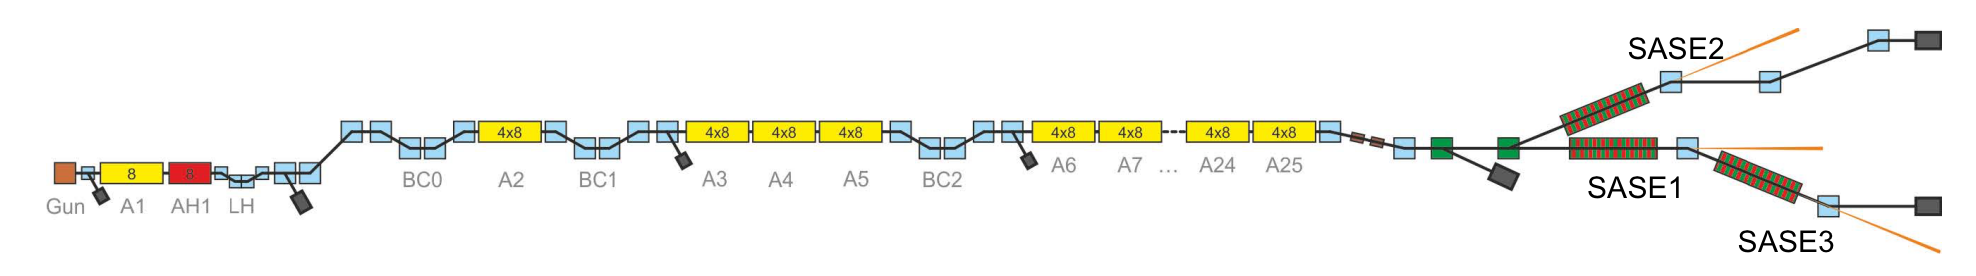 SASE2
8
8
4x8
4x8
4x8
4x8
4x8
4x8
4x8
4x8
Gun
A1
AH1
LH
BC0
A2
BC1
A3
A4
A5
BC2
A6
A7
...
A24
A25
SASE1
SASE3